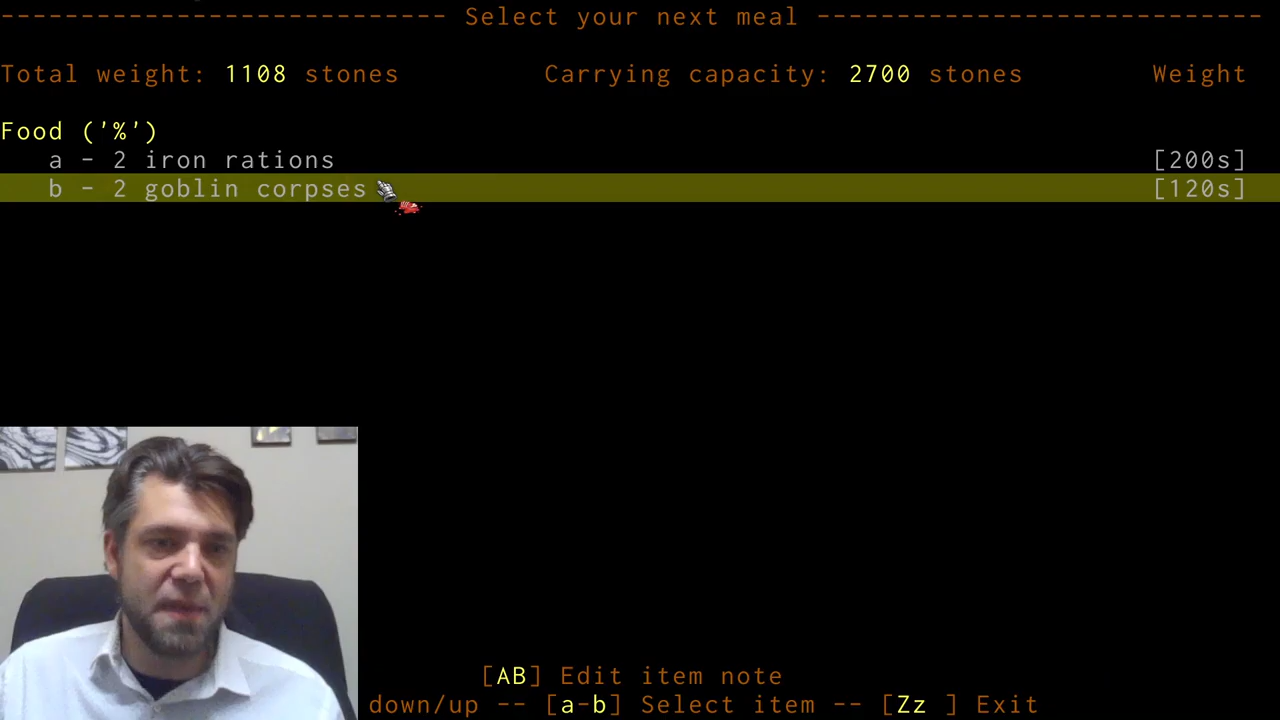 ---------------------------- Select your next meal ----------------------------
Total weight: 1108 stones Carrying capacity: 2700 stones Weight
Food ('%')
a - 2 iron rations [200s]
b - 2 goblin corpses [120s]
[AB] Edit item note
down/up -- [a-b] Select item -- [Zz ] Exit